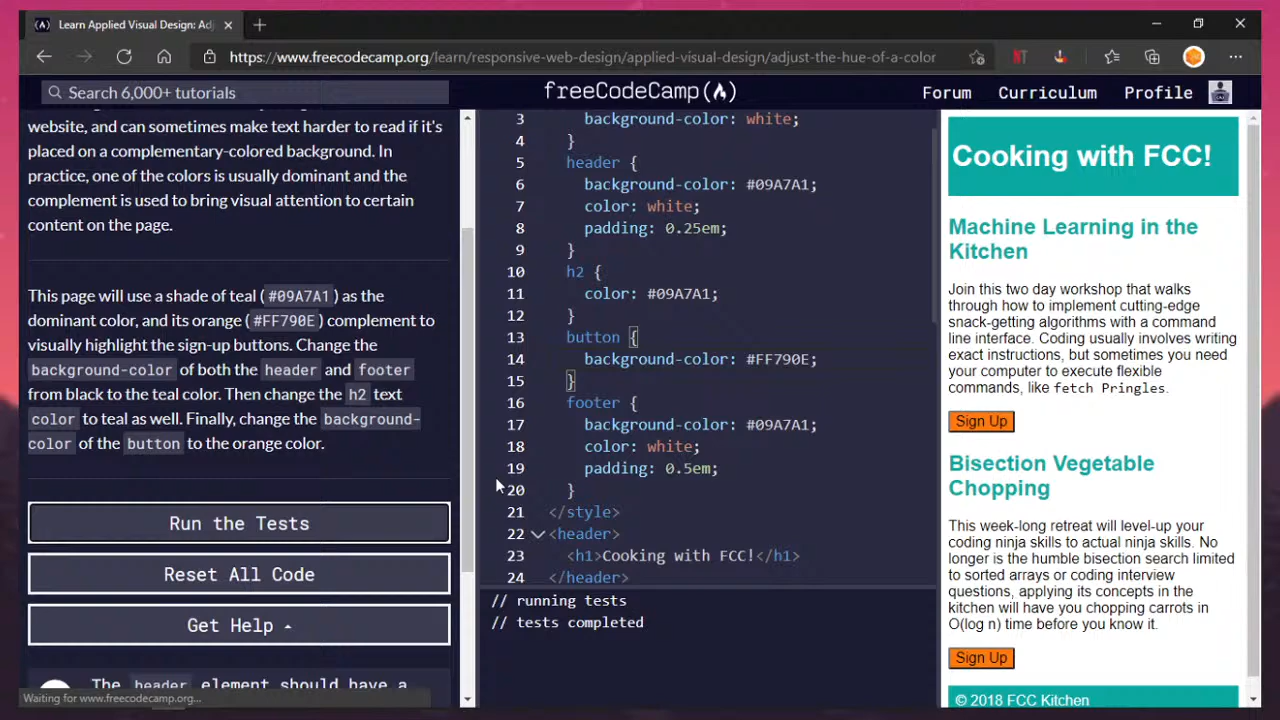 Learn Applied Visual Design: Adj
https://www.freecodecamp.org/learn/responsive-web-design/applied-visual-design/adjust-the-hue-of-a-color
Search 6,000+ tutorials
freeCodeCamp
Forum
Curriculum
Profile
website, and can sometimes make text harder to read if it's
placed on a complementary-colored background. In
practice, one of the colors is usually dominant and the
complement is used to bring visual attention to certain
content on the page.
This page will use a shade of teal ( #09A7A1 ) as the
dominant color, and its orange ( #FF790E ) complement to
visually highlight the sign-up buttons. Change the
background-color of both the header and footer
from black to the teal color. Then change the h2 text
color to teal as well. Finally, change the background-
color of the button to the orange color.
Run the Tests
Reset All Code
Get Help
The header element should have a
Waiting for www.freecodecamp.org...
3 background-color: white;
4 }
5 header {
6 background-color: #09A7A1;
7 color: white;
8 padding: 0.25em;
9 }
10 h2 {
11 color: #09A7A1;
12 }
13 button {
14 background-color: #FF790E;
15 }
16 footer {
17 background-color: #09A7A1;
18 color: white;
19 padding: 0.5em;
20 }
21 </style>
22 <header>
23 <h1>Cooking with FCC!</h1>
24 </header>
// running tests
// tests completed
Cooking with FCC!
Machine Learning in the
Kitchen
Join this two day workshop that walks
through how to implement cutting-edge
snack-getting algorithms with a command
line interface. Coding usually involves writing
exact instructions, but sometimes you need
your computer to execute flexible
commands, like fetch Pringles.
Sign Up
Bisection Vegetable
Chopping
This week-long retreat will level-up your
coding ninja skills to actual ninja skills. No
longer is the humble bisection search limited
to sorted arrays or coding interview
questions, applying its concepts in the
kitchen will have you chopping carrots in
O(log n) time before you know it.
Sign Up
© 2018 FCC Kitchen